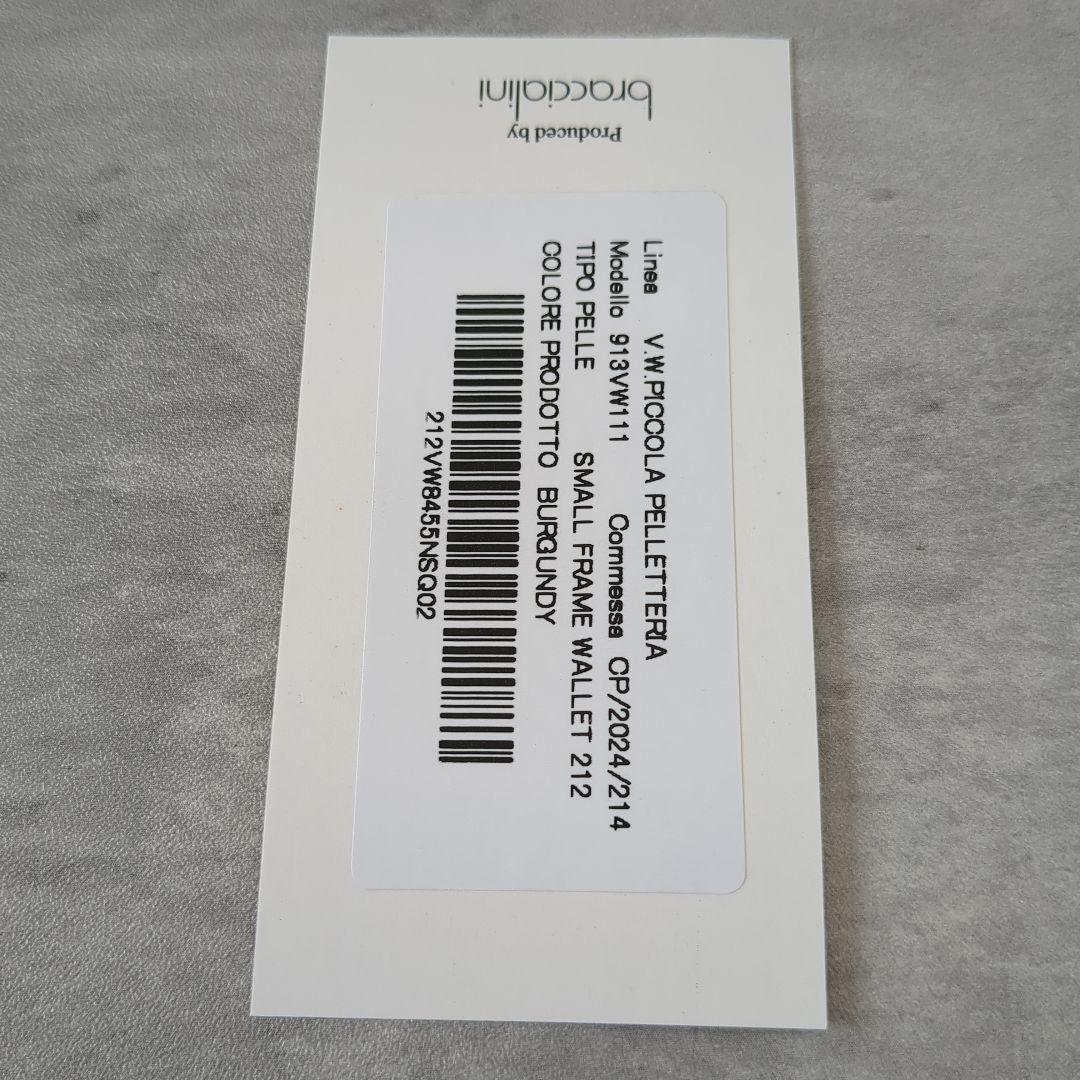 Produced by
braccialini
Linea V.W.PICCOLA PELLETTERIA
Modello 913VW111 Commessa CP/2024/214
TIPO PELLE SMALL FRAME WALLET 212
COLORE PRODOTTO BURGUNDY
212VW8455NSQ02